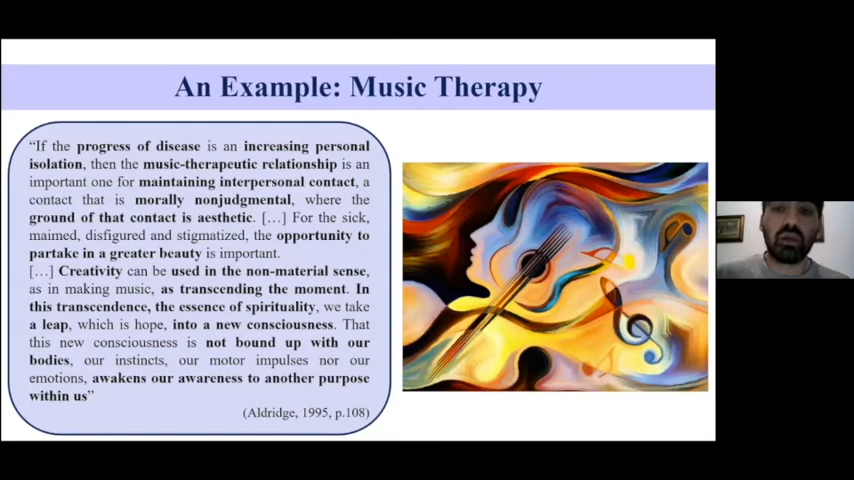 An Example: Music Therapy
“If the progress of disease is an increasing personal
isolation, then the music-therapeutic relationship is an
important one for maintaining interpersonal contact, a
contact that is morally nonjudgmental, where the
ground of that contact is aesthetic. […] For the sick,
maimed, disfigured and stigmatized, the opportunity to
partake in a greater beauty is important.
[…] Creativity can be used in the non-material sense,
as in making music, as transcending the moment. In
this transcendence, the essence of spirituality, we take
a leap, which is hope, into a new consciousness. That
this new consciousness is not bound up with our
bodies, our instincts, our motor impulses nor our
emotions, awakens our awareness to another purpose
within us”
(Aldridge, 1995, p.108)